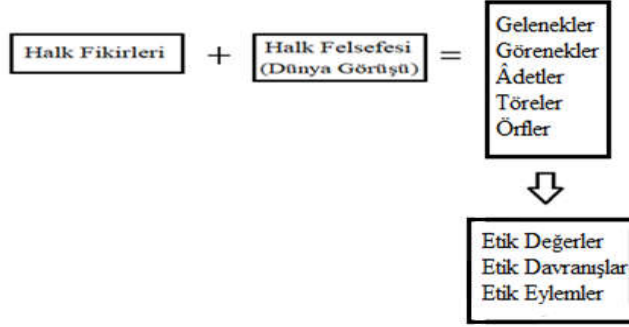 Halk Fikirleri
+
Halk Felsefesi
(Dünya Görüşü)
=
Gelenekler
Görenekler
Âdetler
Töreler
Örfler
Etik Değerler
Etik Davranışlar
Etik Eylemler